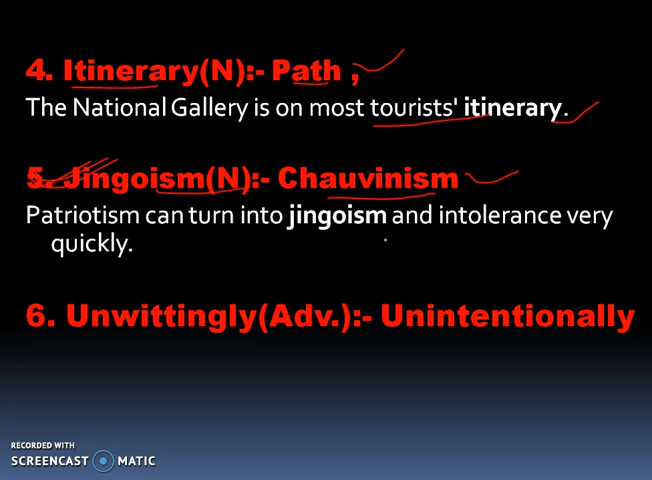 4. Itinerary(N):- Path ,
The National Gallery is on most tourists' itinerary.
5. Jingoism(N):- Chauvinism
Patriotism can turn into jingoism and intolerance very
quickly.
6. Unwittingly(Adv.):- Unintentionally
RECORDED WITH
SCREENCAST MATIC